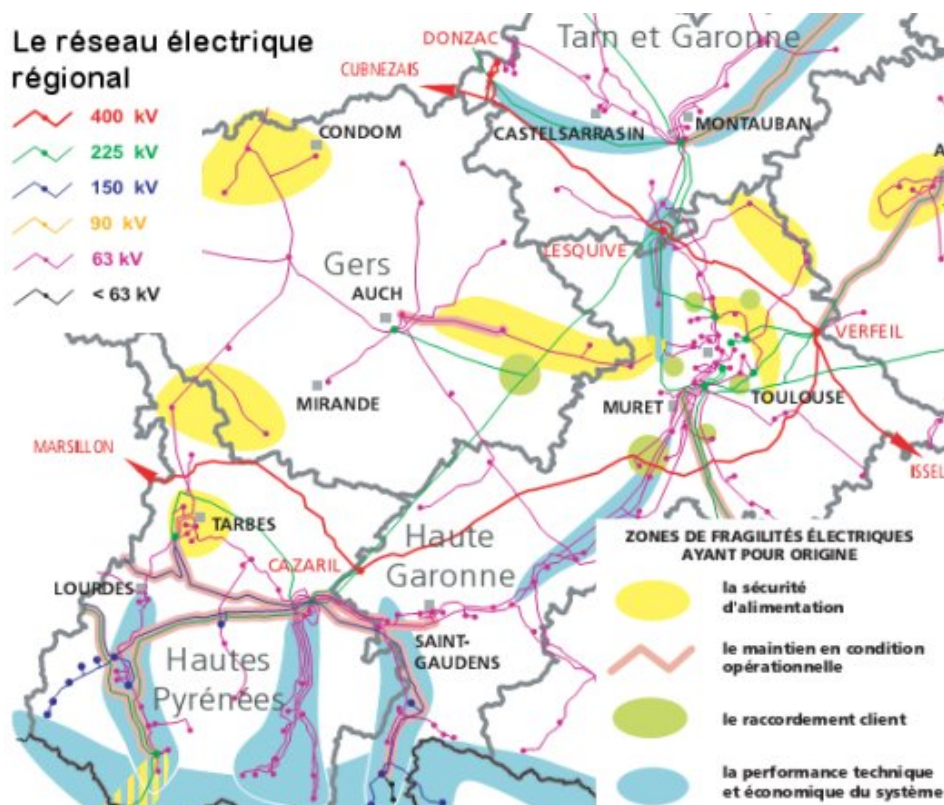 Le réseau électrique
régional
400 kV
225 kV
150 kV
90 kV
63 kV
< 63 kV
DONZAC
Tarn et Garonne
CUBNEZAIS
CONDOM
CASTELSARRASIN
MONTAUBAN
A
LESQUIVE
Gers
AUCH
VERFEIL
MIRANDE
MURET
TOULOUSE
MARSILLON
ISSEL
TARBES
Haute
Garonne
CAZARIL
LOURDES
SAINT-
GAUDENS
Hautes
Pyrénées
ZONES DE FRAGILITÉS ÉLECTRIQUES
AYANT POUR ORIGINE
la sécurité
d'alimentation
le maintien en condition
opérationnelle
le raccordement client
la performance technique
et économique du système